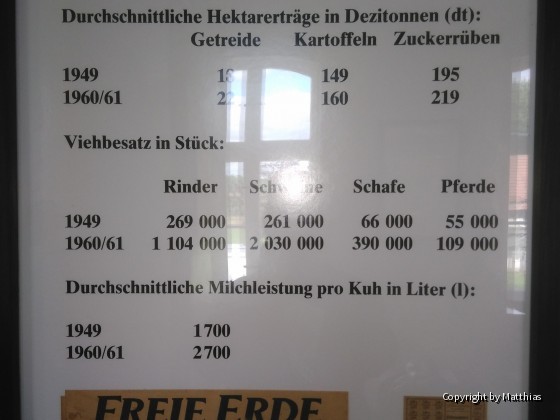 Durchschnittliche Hektarerträge in Dezitonnen (dt):
Getreide Kartoffeln Zuckerrüben
1949 149 195
1960/61 160 219
Viehbesatz in Stück:
Rinder Schweine Schafe Pferde
1949 269 000 261 000 66 000 55 000
1960/61 1 104 000 2 030 000 390 000 109 000
Durchschnittliche Milchleistung pro Kuh in Liter (l):
1949 1700
1960/61 2700
FREIE ERDE
Copyright by Matthias